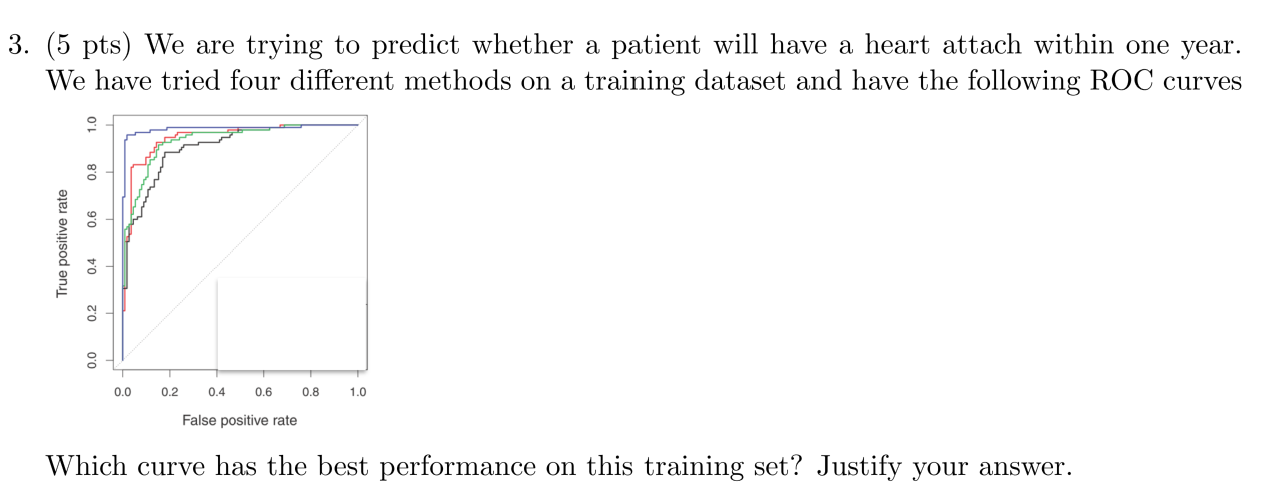 3. (5 pts) We are trying to predict whether a patient will have a heart attach within one year.
We have tried four different methods on a training dataset and have the following ROC curves
1.0
0.8
0.6
0.4
0.2
0.0
True positive rate
0.0 0.2 0.4 0.6 0.8 1.0
False positive rate
Which curve has the best performance on this training set? Justify your answer.